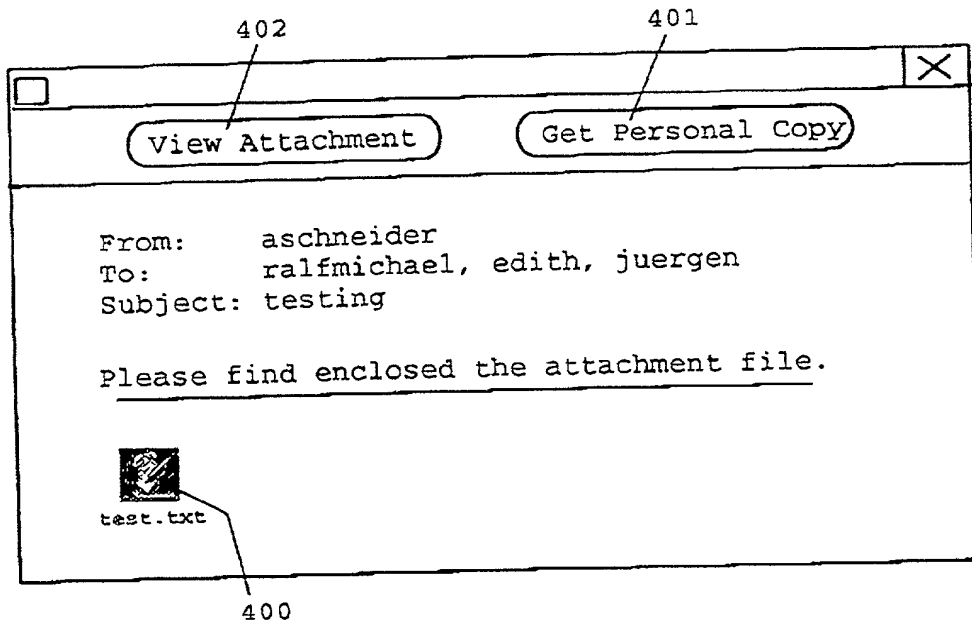 402
401
View Attachment
Get Personal Copy
From: aschneider
To: ralfmichael, edith, juergen
Subject: testing
Please find enclosed the attachment file.
test.txt
400